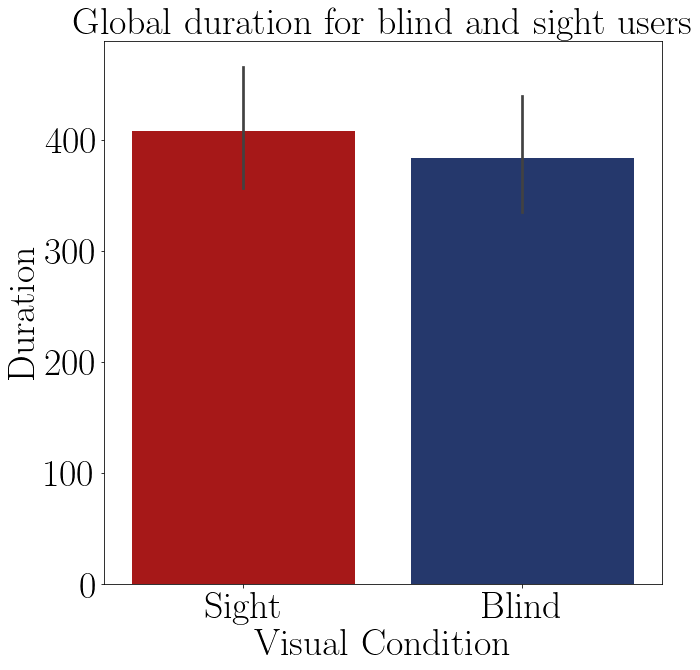 Global duration for blind and sight users
400
300
200
100
0
Duration
Sight Blind
Visual Condition